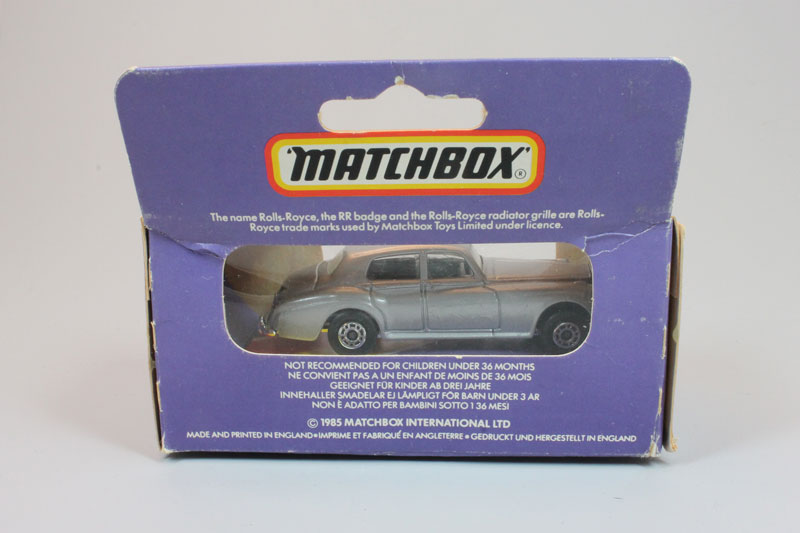 'MATCHBOX' ®
The name Rolls-Royce, the RR badge and the Rolls-Royce radiator grille are Rolls-
Royce trade marks used by Matchbox Toys Limited under licence.
NOT RECOMMENDED FOR CHILDREN UNDER 36 MONTHS
NE CONVIENT PAS A UN ENFANT DE MOINS DE 36 MOIS
GEEIGNET FÜR KINDER AB DREI JAHRE
INNEHALLER SMADELAR EJ LÄMPLIGT FÖR BARN UNDER 3 AR
NON È ADATTO PER BAMBINI SOTTO I 36 MESI
© 1985 MATCHBOX INTERNATIONAL LTD
MADE AND PRINTED IN ENGLAND▪IMPRIME ET FABRIQUÉ EN ANGLETERRE▪GEDRUCKT UND HERGESTELLT IN ENGLAND